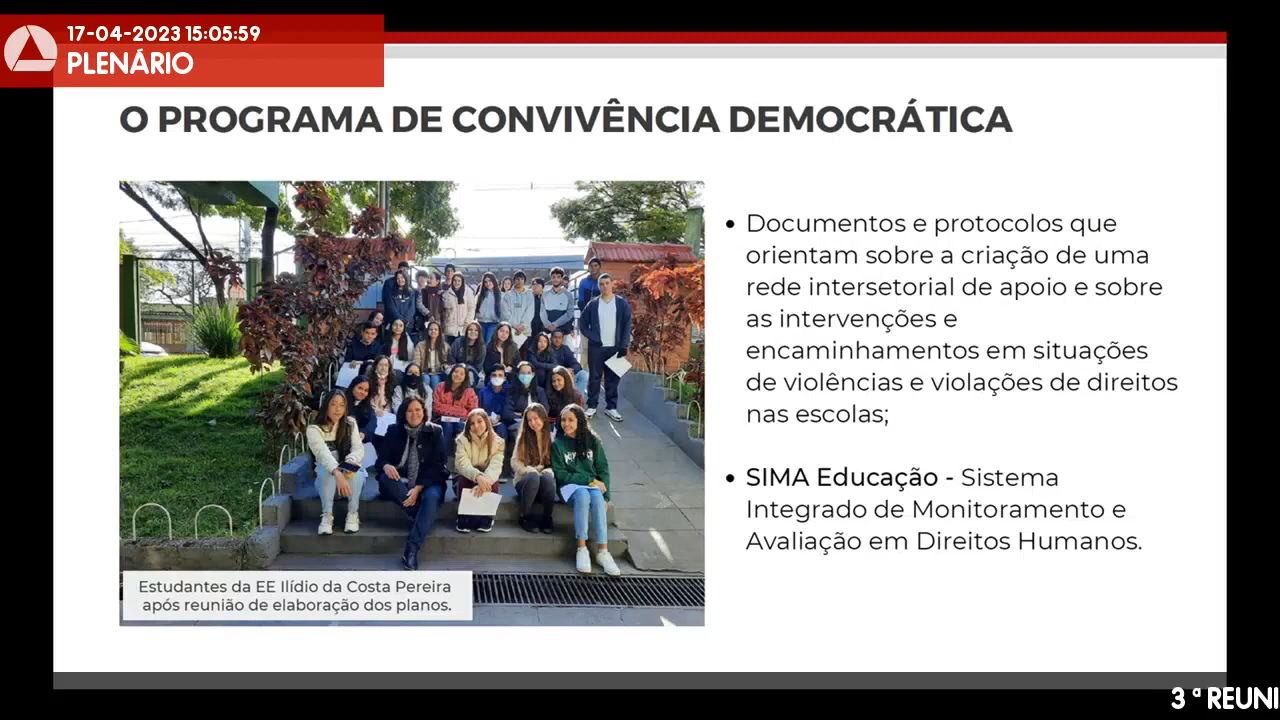 17-04-2023 15:05:59
PLENÁRIO
O PROGRAMA DE CONVIVÊNCIA DEMOCRÁTICA
• Documentos e protocolos que
orientam sobre a criação de uma
rede intersetorial de apoio e sobre
as intervenções e
encaminhamentos em situações
de violências e violações de direitos
nas escolas;
• SIMA Educação - Sistema
Integrado de Monitoramento e
Avaliação em Direitos Humanos.
Estudantes da EE Ilídio da Costa Pereira
após reunião de elaboração dos planos.
3 ª REUNI